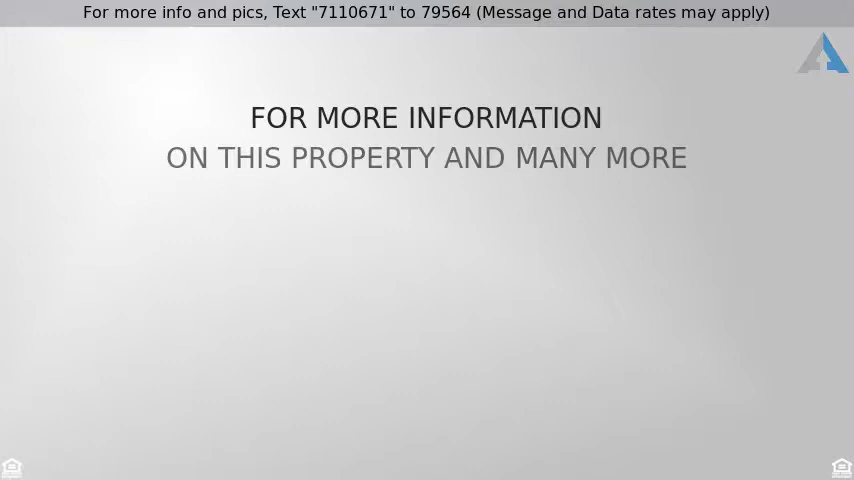 For more info and pics, Text "7110671" to 79564 (Message and Data rates may apply)
FOR MORE INFORMATION
ON THIS PROPERTY AND MANY MORE